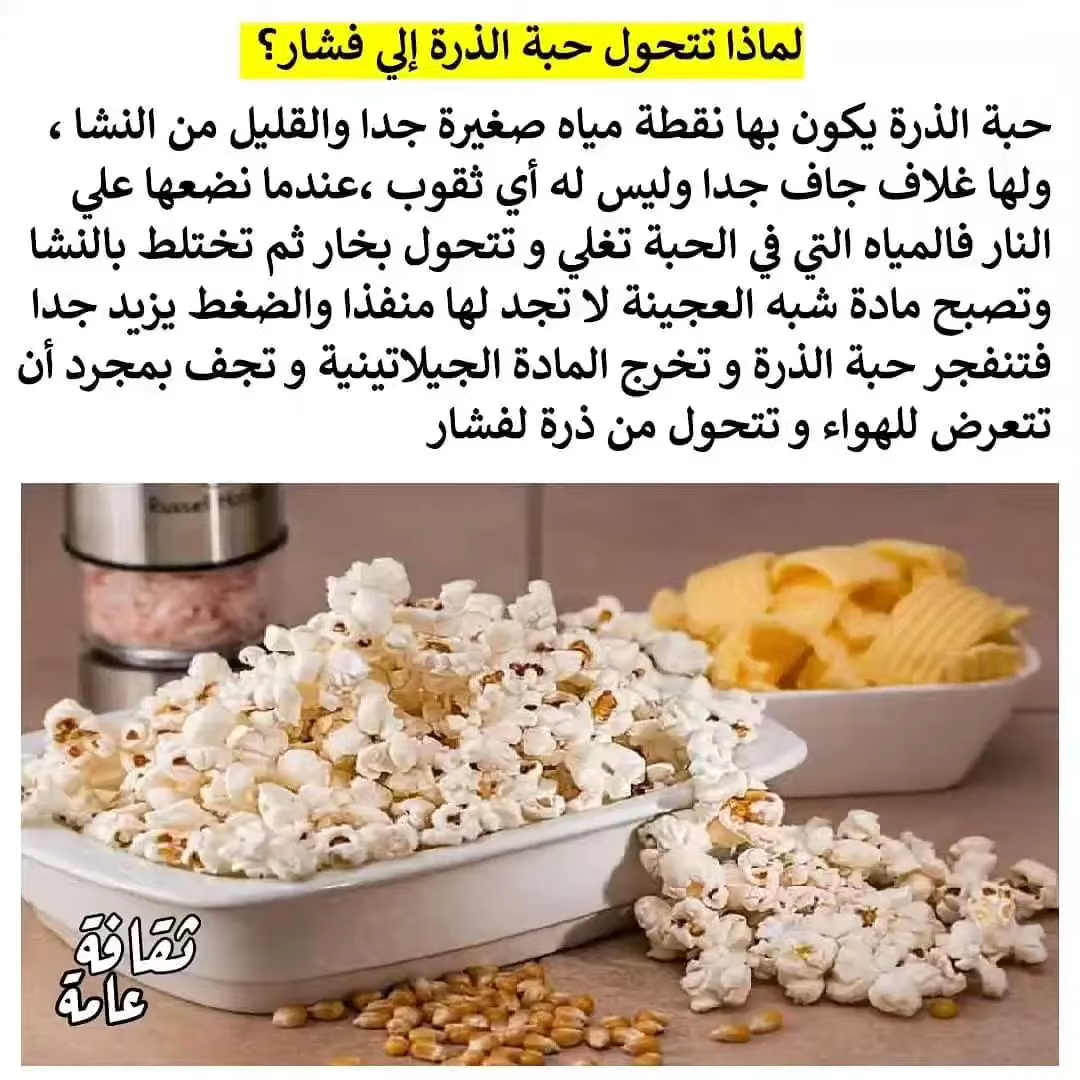 لماذا تتحول حبة الذرة إلي فشار؟
حبة الذرة يكون بها نقطة مياه صغيرة جدا والقليل من النشا ،
ولها غلاف جاف جدا وليس له أي ثقوب ،عندما نضعها علي
النار فالمياه التي في الحبة تغلي و تتحول بخار ثم تختلط بالنشا
وتصبح مادة شبه العجينة لا تجد لها منفذا والضغط يزيد جدا
فتنفجر حبة الذرة و تخرج المادة الجيلاتينية و تجف بمجرد أن
تتعرض للهواء و تتحول من ذرة لفشار
Russell
ثقافة
عامة